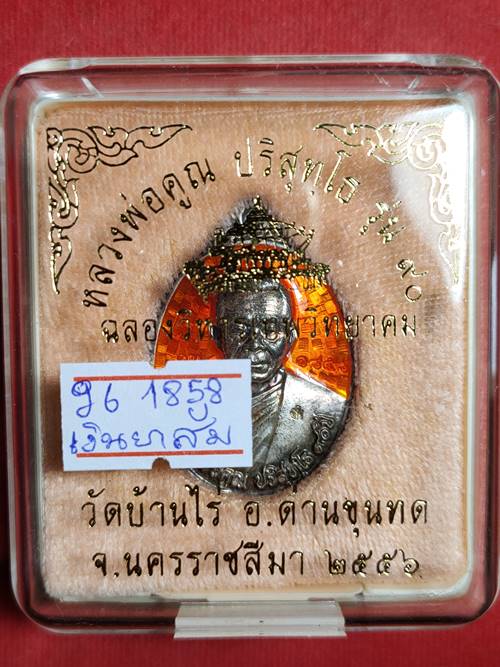 หลวงพ่อคูณ ปริสุทฺโธ รุ่น ๙๐
ฉลองวิหารเทพวิทยาคม
96 1858
เงินยาสม
วัดบ้านไร่ อ.ด่านขุนทด
จ.นครราชสีมา ๒๕๕๖